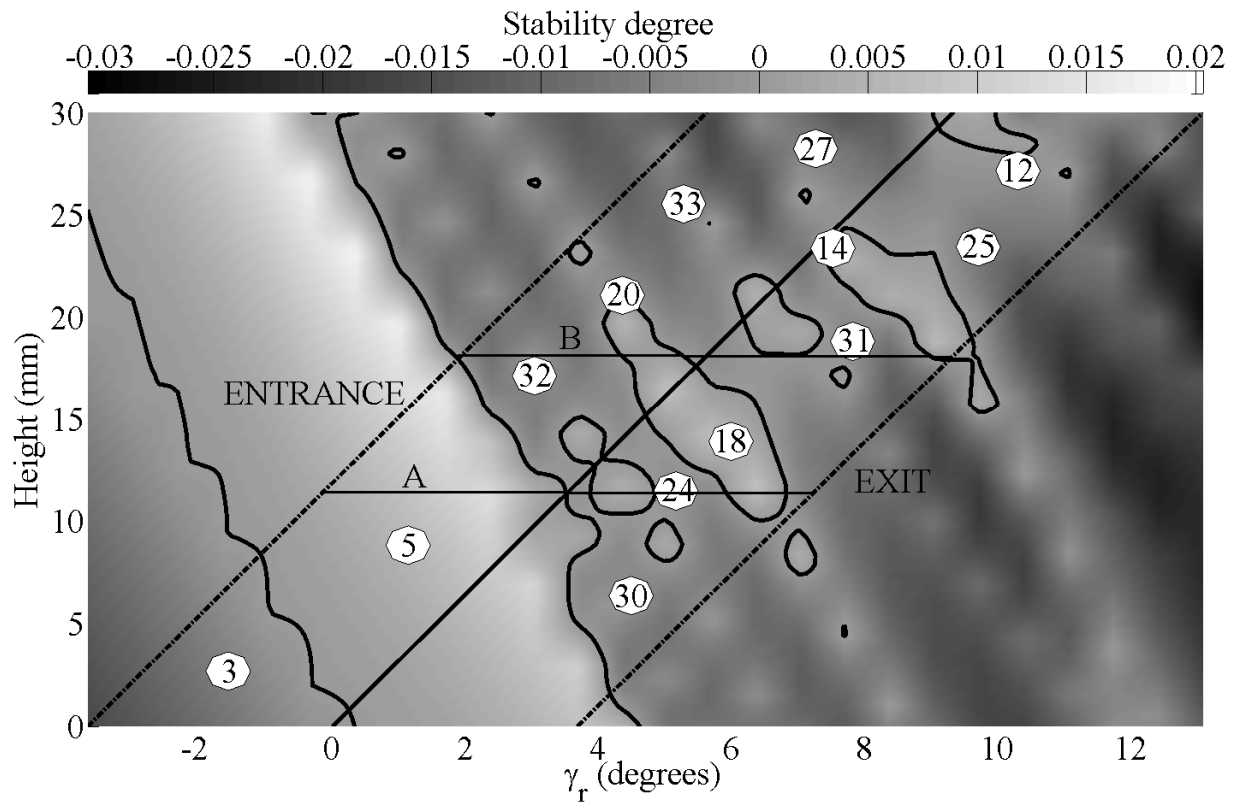 Stability degree
-0.03 -0.025 -0.02 -0.015 -0.01 -0.005 0 0.005 0.01 0.015 0.02
30
25
20
15
10
5
0
Height (mm)
27
12
33
14
25
20
31
B
32
ENTRANCE
18
A
24
EXIT
5
30
3
-2 0 2 4 6 8 10 12
γr (degrees)